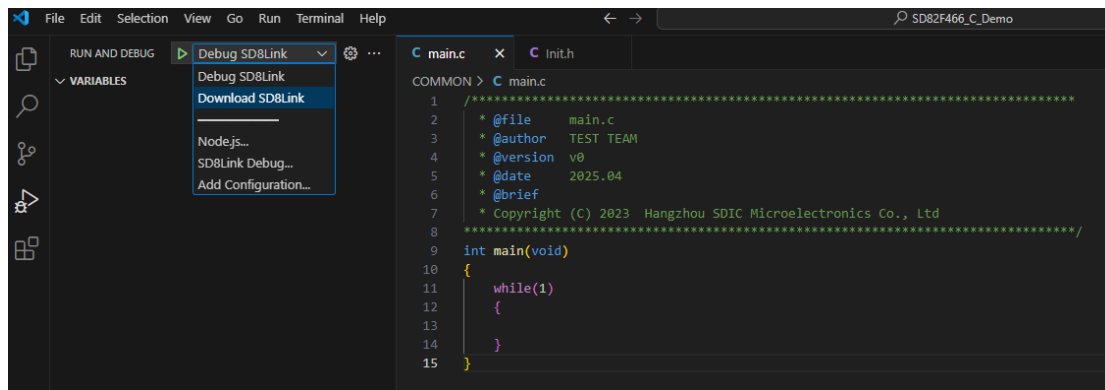 File Edit Selection View Go Run Terminal Help ← → SD82F466_C_Demo
RUN AND DEBUG Debug SD8Link ···
VARIABLES
Debug SD8Link
Download SD8Link
Node.js...
SD8Link Debug...
Add Configuration...
C main.c × C Init.h
COMMON > C main.c
1 /********************************************************************************
2 * @file main.c
3 * @author TEST TEAM
4 * @version v0
5 * @date 2025.04
6 * @brief
7 * Copyright (C) 2023 Hangzhou SDIC Microelectronics Co., Ltd
8 *********************************************************************************/
9 int main(void)
10 {
11 while(1)
12 {
13
14 }
15 }